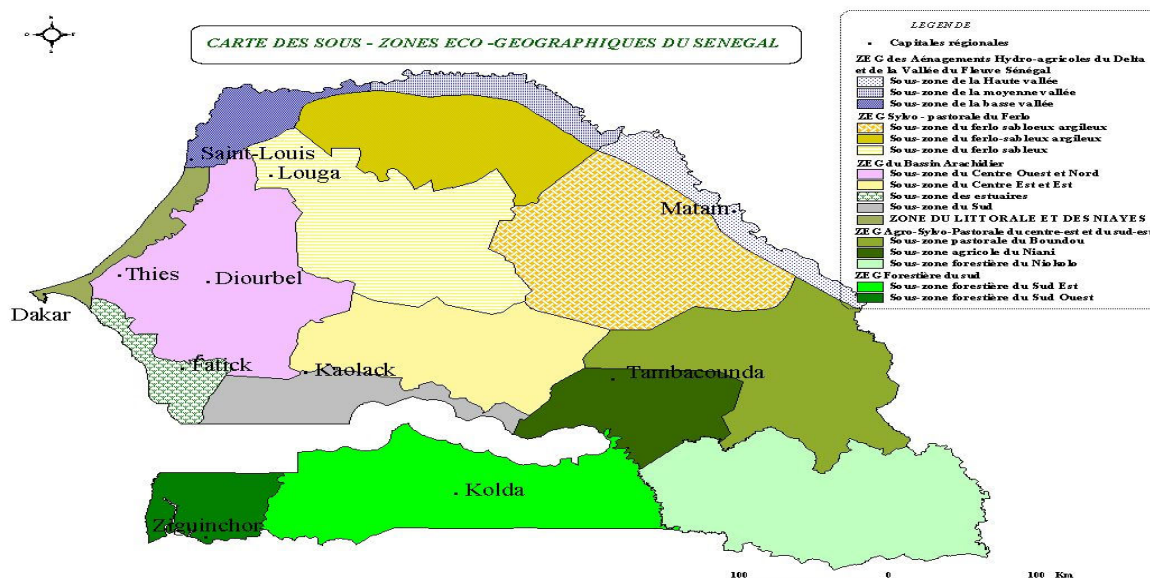 CARTE DES SOUS - ZONES ECO -GEOGRAPHIQUES DU SENEGAL
LEGENDE
Capitales régionales
ZEG des Aénagements Hydro-agricoles du Delta
et de la Vallée du Fleuve Sénégal
Sous-zone de la Haute vallée
Sous-zone de la moyenne vallée
Sous-zone de la basse vallée
ZEG Sylvo - pastorale du Ferlo
Sous-zone du ferlo sabloeux argileux
Sous-zone du ferlo-sableux argileux
Sous-zone du ferlo sableux
ZEG du Bassin Arachidier
Sous-zone du Centre Ouest et Nord
Sous-zone du Centre Est et Est
Sous-zone des estuaires
Sous-zone du Sud
ZONE DU LITTORALE ET DES NIAYES
ZEG Agro-Sylvo-Pastorale du centre-est et du sud-est
Sous-zone pastorale du Boundou
Sous-zone agricole du Niani
Sous-zone forestière du Niokolo
ZEG Forestière du sud
Sous-zone forestière du Sud Est
Sous-zone forestière du Sud Ouest
Saint-Louis
Louga
Matam
Thies
Diourbel
Dakar
Fatick
Kaolack
Tambacounda
Kolda
Ziguinchor
100 0 100 Km